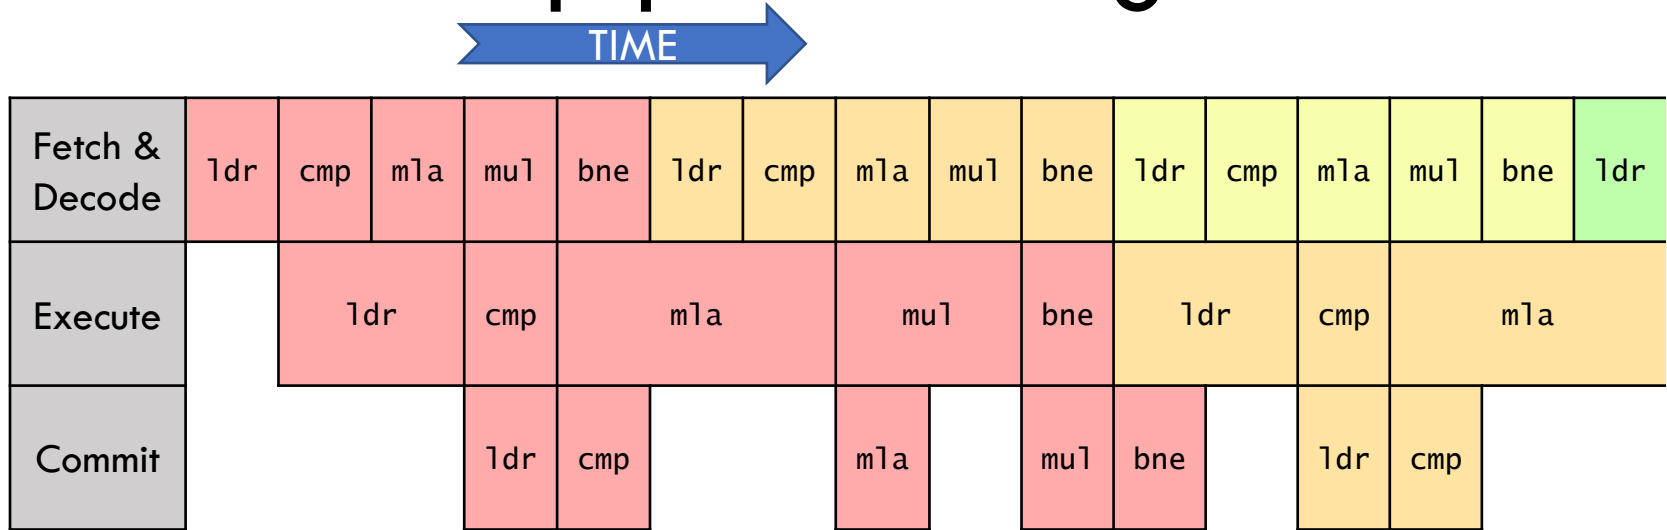 TIME
Fetch &
Decode
ldr cmp mla mul bne ldr cmp mla mul bne ldr cmp mla mul bne ldr
Execute
ldr cmp mla mul bne ldr cmp mla
Commit
ldr cmp mla mul bne ldr cmp